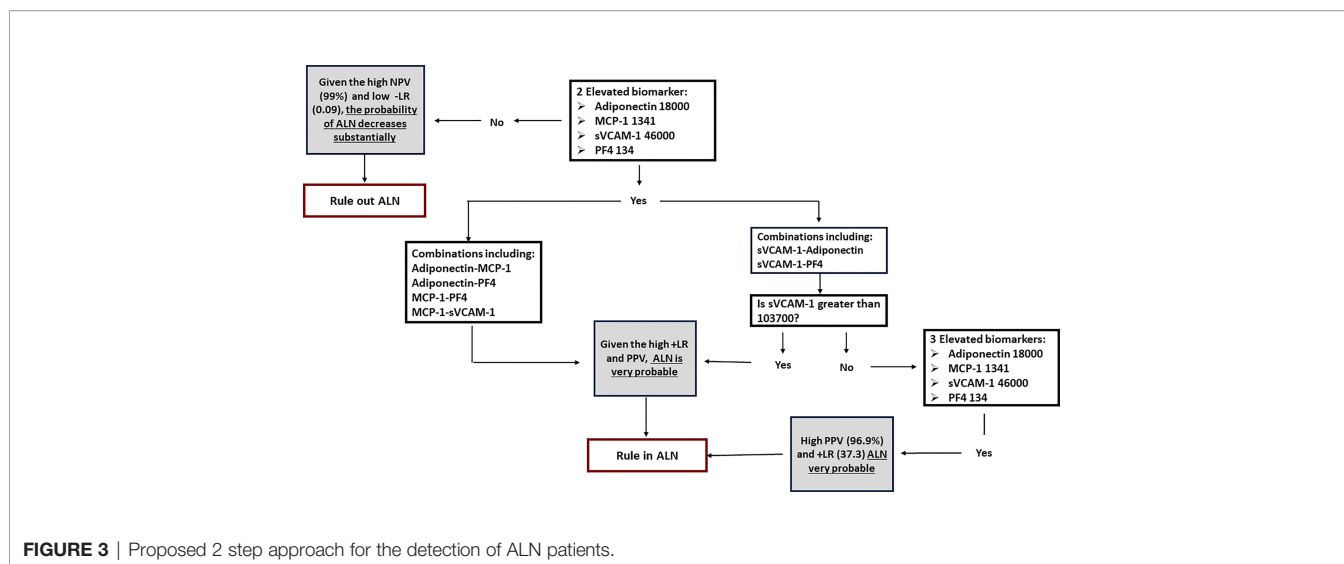 Given the high NPV
(99%) and low -LR
(0.09), the probability
of ALN decreases
substantially
No
2 Elevated biomarker:
➢ Adiponectin 18000
➢ MCP-1 1341
➢ sVCAM-1 46000
➢ PF4 134
Rule out ALN
Yes
Combinations including:
Adiponectin-MCP-1
Adiponectin-PF4
MCP-1-PF4
MCP-1-sVCAM-1
Combinations including:
sVCAM-1-Adiponectin
sVCAM-1-PF4
Is sVCAM-1 greater than
103700?
Given the high +LR
and PPV, ALN is
very probable
Yes
No
3 Elevated biomarkers:
➢ Adiponectin 18000
➢ MCP-1 1341
➢ sVCAM-1 46000
➢ PF4 134
Rule in ALN
High PPV (96.9%)
and +LR (37.3) ALN
very probable
Yes
FIGURE 3 | Proposed 2 step approach for the detection of ALN patients.